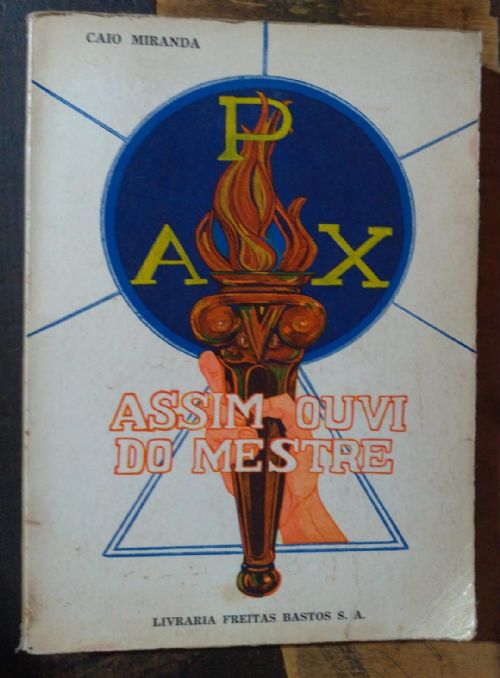 CAIO MIRANDA
P
A X
ASSIM OUVI
DO MESTRE
LIVRARIA FREITAS BASTOS S. A.